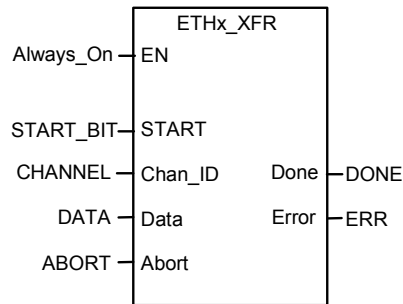 ETHx_XFR
Always_On EN
START_BIT START
CHANNEL Chan_ID Done DONE
DATA Data Error ERR
ABORT Abort